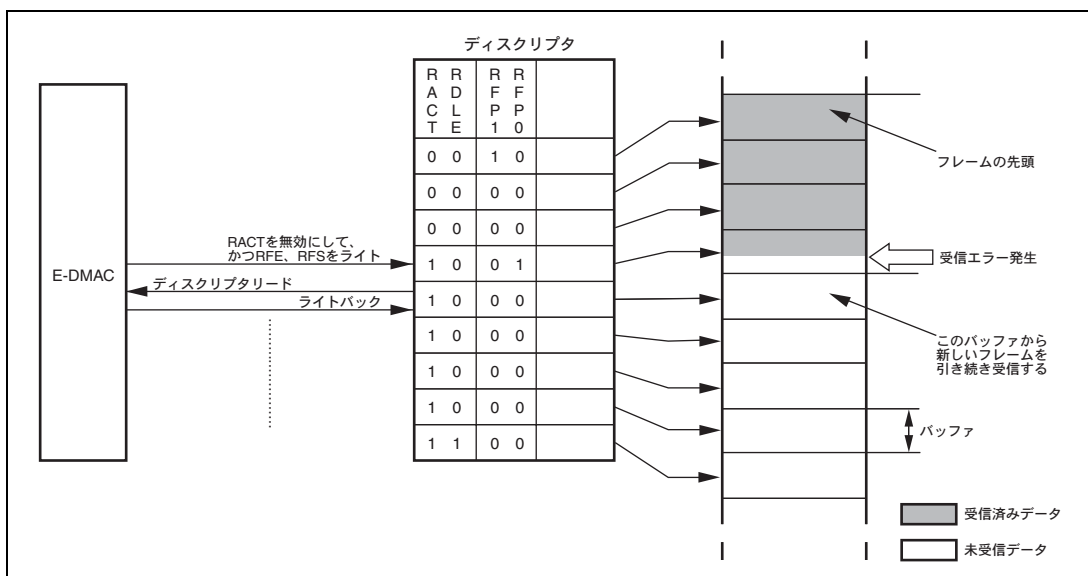 ディスクリプタ
RACT RDLE RFP1 RFP0
0 0 1 0
0 0 0 0
0 0 0 0
1 0 0 1
1 0 0 0
1 0 0 0
1 0 0 0
1 0 0 0
1 1 0 0
E-DMAC
RACTを無効にして、
かつRFE、RFSをライト
ディスクリプタリード
ライトバック
フレームの先頭
受信エラー発生
このバッファから
新しいフレームを
引き続き受信する
バッファ
受信済みデータ
未受信データ